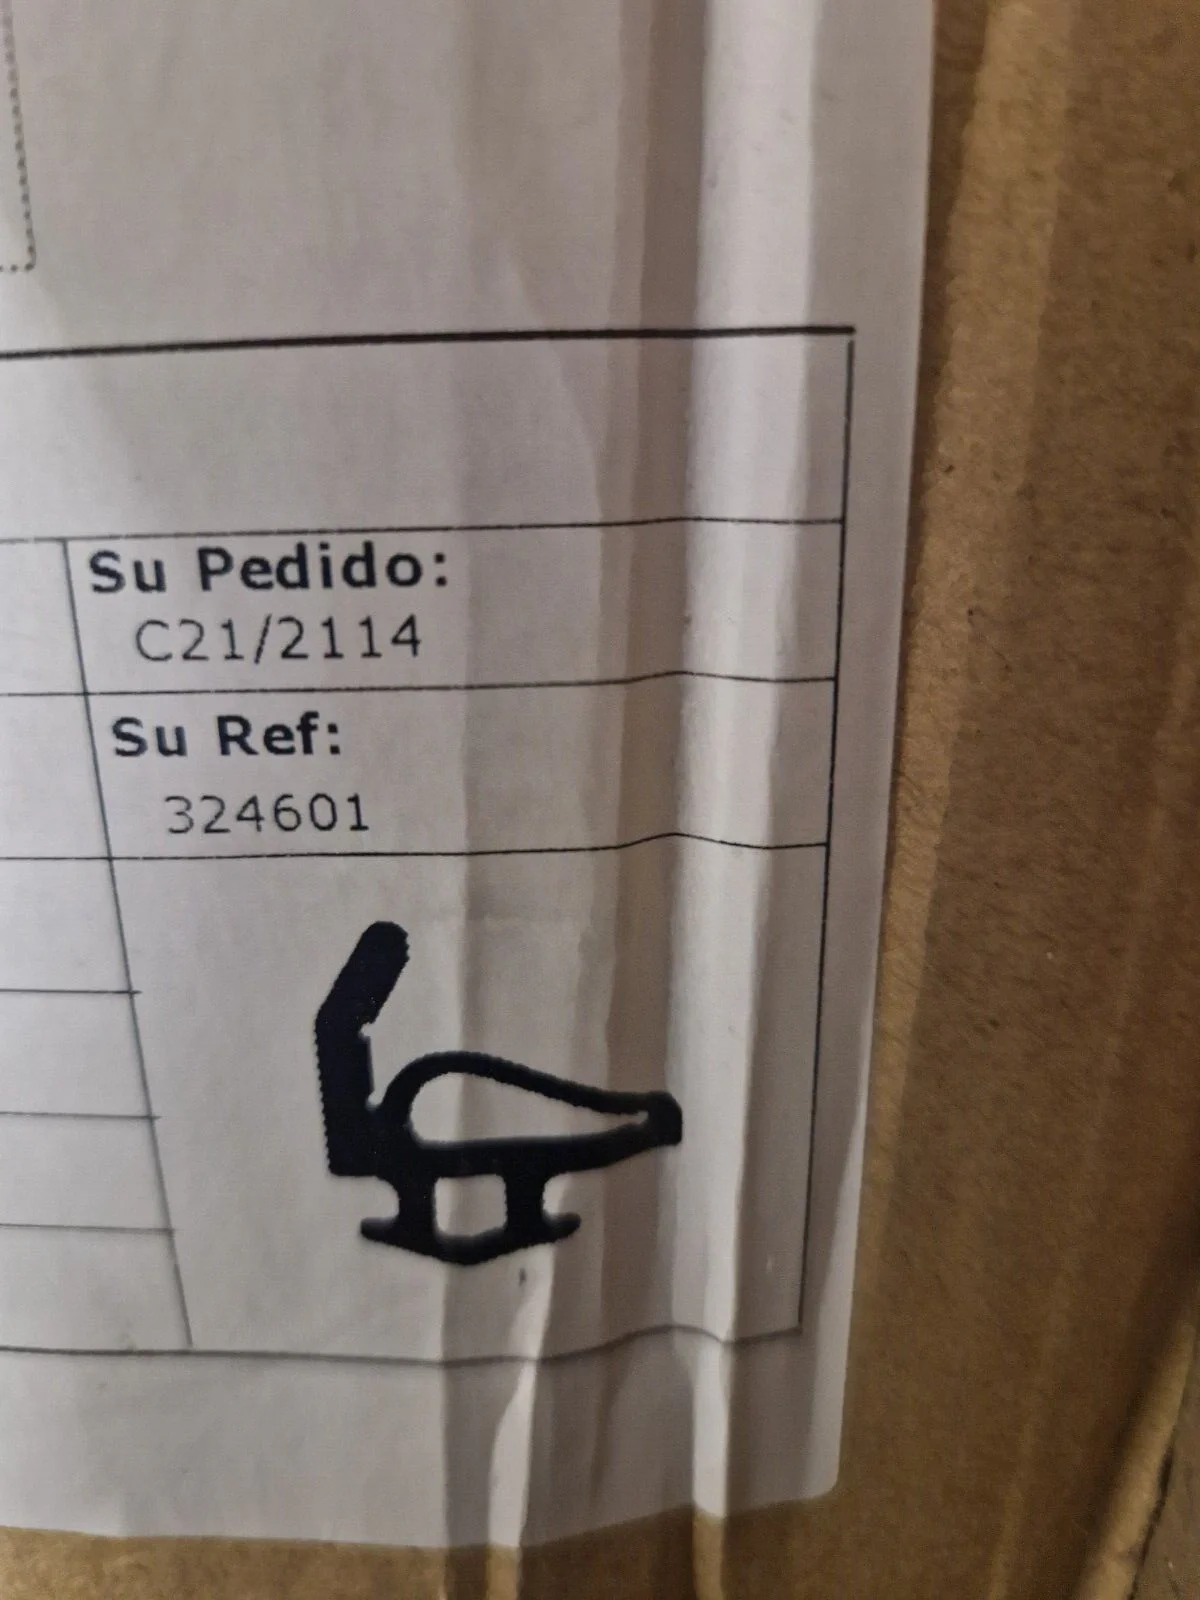 Su Pedido:
C21/2114
Su Ref:
324601